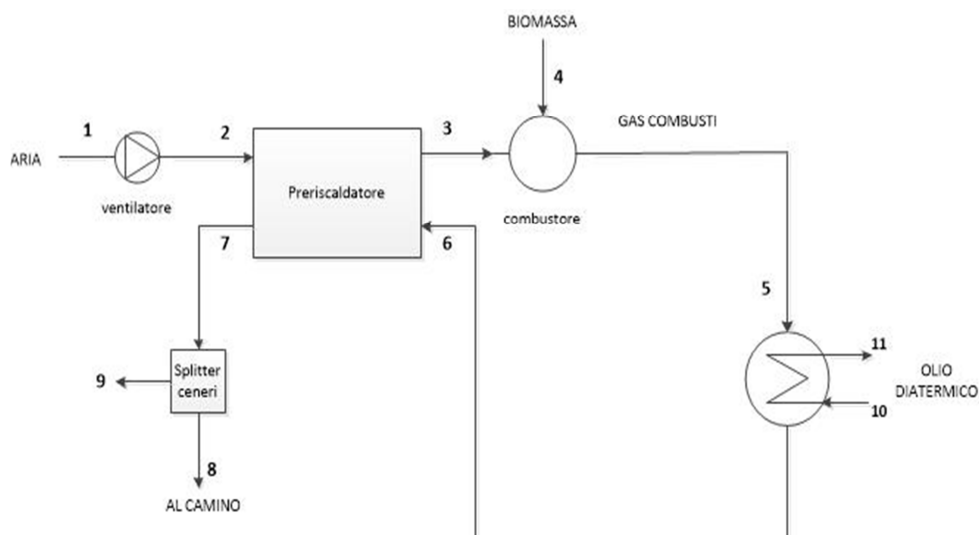 BIOMASSA
4
1
2
3
GAS COMBUSTI
ARIA
Preriscaldatore
ventilatore
combustore
7
6
5
11
Splitter
ceneri
9
OLIO
DIATERMICO
10
8
AL CAMINO